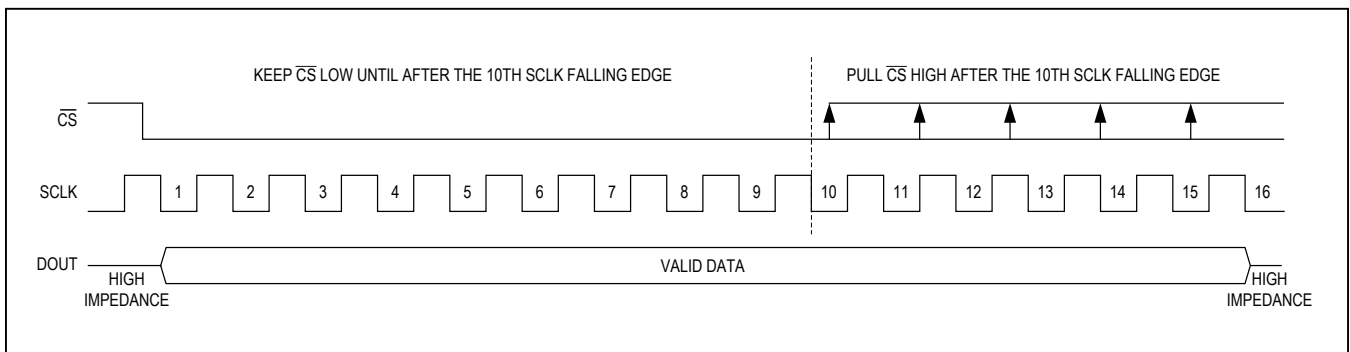 KEEP CS LOW UNTIL AFTER THE 10TH SCLK FALLING EDGE
PULL CS HIGH AFTER THE 10TH SCLK FALLING EDGE
CS
SCLK
1 2 3 4 5 6 7 8 9 10 11 12 13 14 15 16
DOUT
HIGH
IMPEDANCE
VALID DATA
HIGH
IMPEDANCE